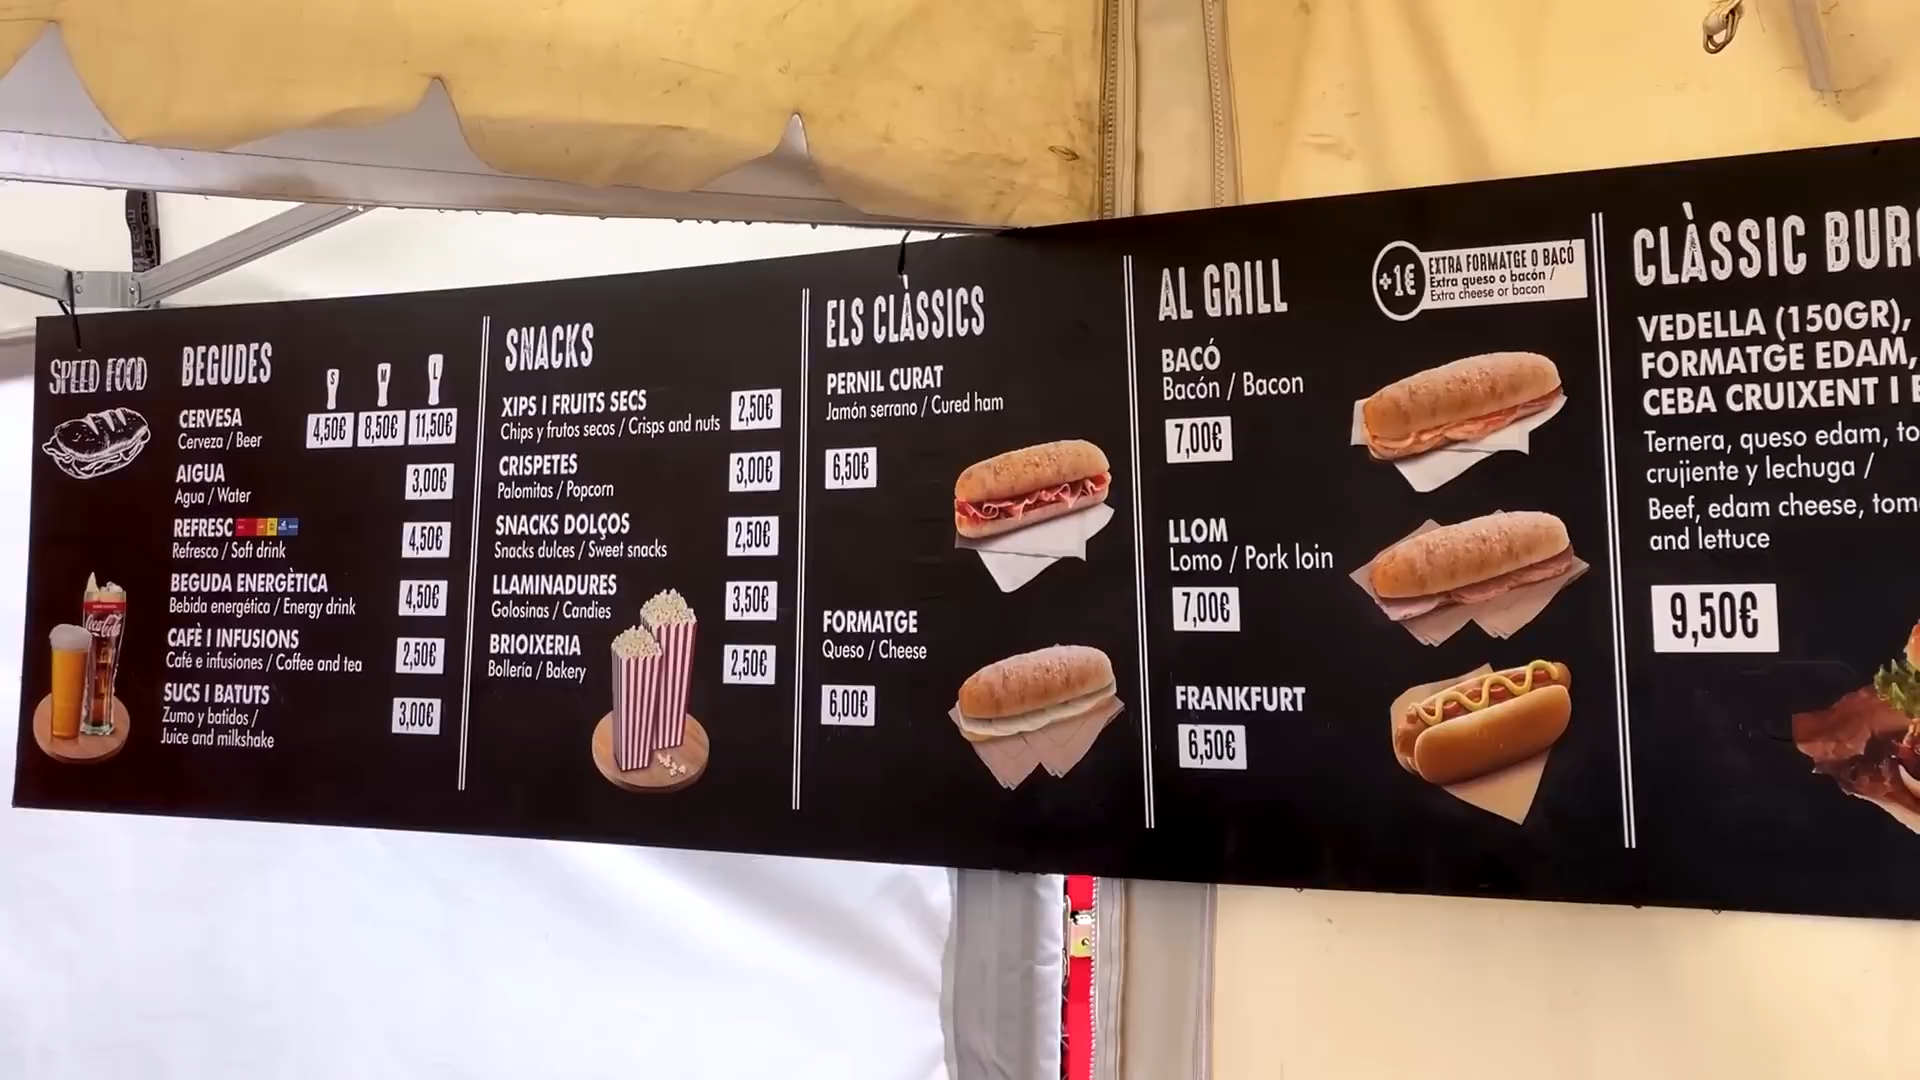 SPEED FOOD
BEGUDES
S M L
CERVESA
Cerveza / Beer
4,50€ 8,50€ 11,50€
AIGUA
Agua / Water
3,00€
REFRESC
Refresco / Soft drink
4,50€
BEGUDA ENERGÈTICA
Bebida energética / Energy drink
4,50€
CAFÈ I INFUSIONS
Café e infusiones / Coffee and tea
2,50€
SUCS I BATUTS
Zumo y batidos /
Juice and milkshake
3,00€
Coca-Cola
SNACKS
XIPS I FRUITS SECS
Chips y frutos secos / Crisps and nuts
2,50€
CRISPETES
Palomitas / Popcorn
3,00€
SNACKS DOLÇOS
Snacks dulces / Sweet snacks
2,50€
LLAMINADURES
Golosinas / Candies
3,50€
BRIOIXERIA
Bollería / Bakery
2,50€
ELS CLÀSSICS
PERNIL CURAT
Jamón serrano / Cured ham
6,50€
FORMATGE
Queso / Cheese
6,00€
AL GRILL
+1€
EXTRA FORMATGE O BACÓ
Extra queso o bacón /
Extra cheese or bacon
BACÓ
Bacón / Bacon
7,00€
LLOM
Lomo / Pork loin
7,00€
FRANKFURT
6,50€
CLÀSSIC
VEDELLA (150GR),
FORMATGE EDAM,
CEBA CRUIXENT I
Ternera, queso edam,
crujiente y lechuga /
Beef, edam cheese,
and lettuce
9,50€